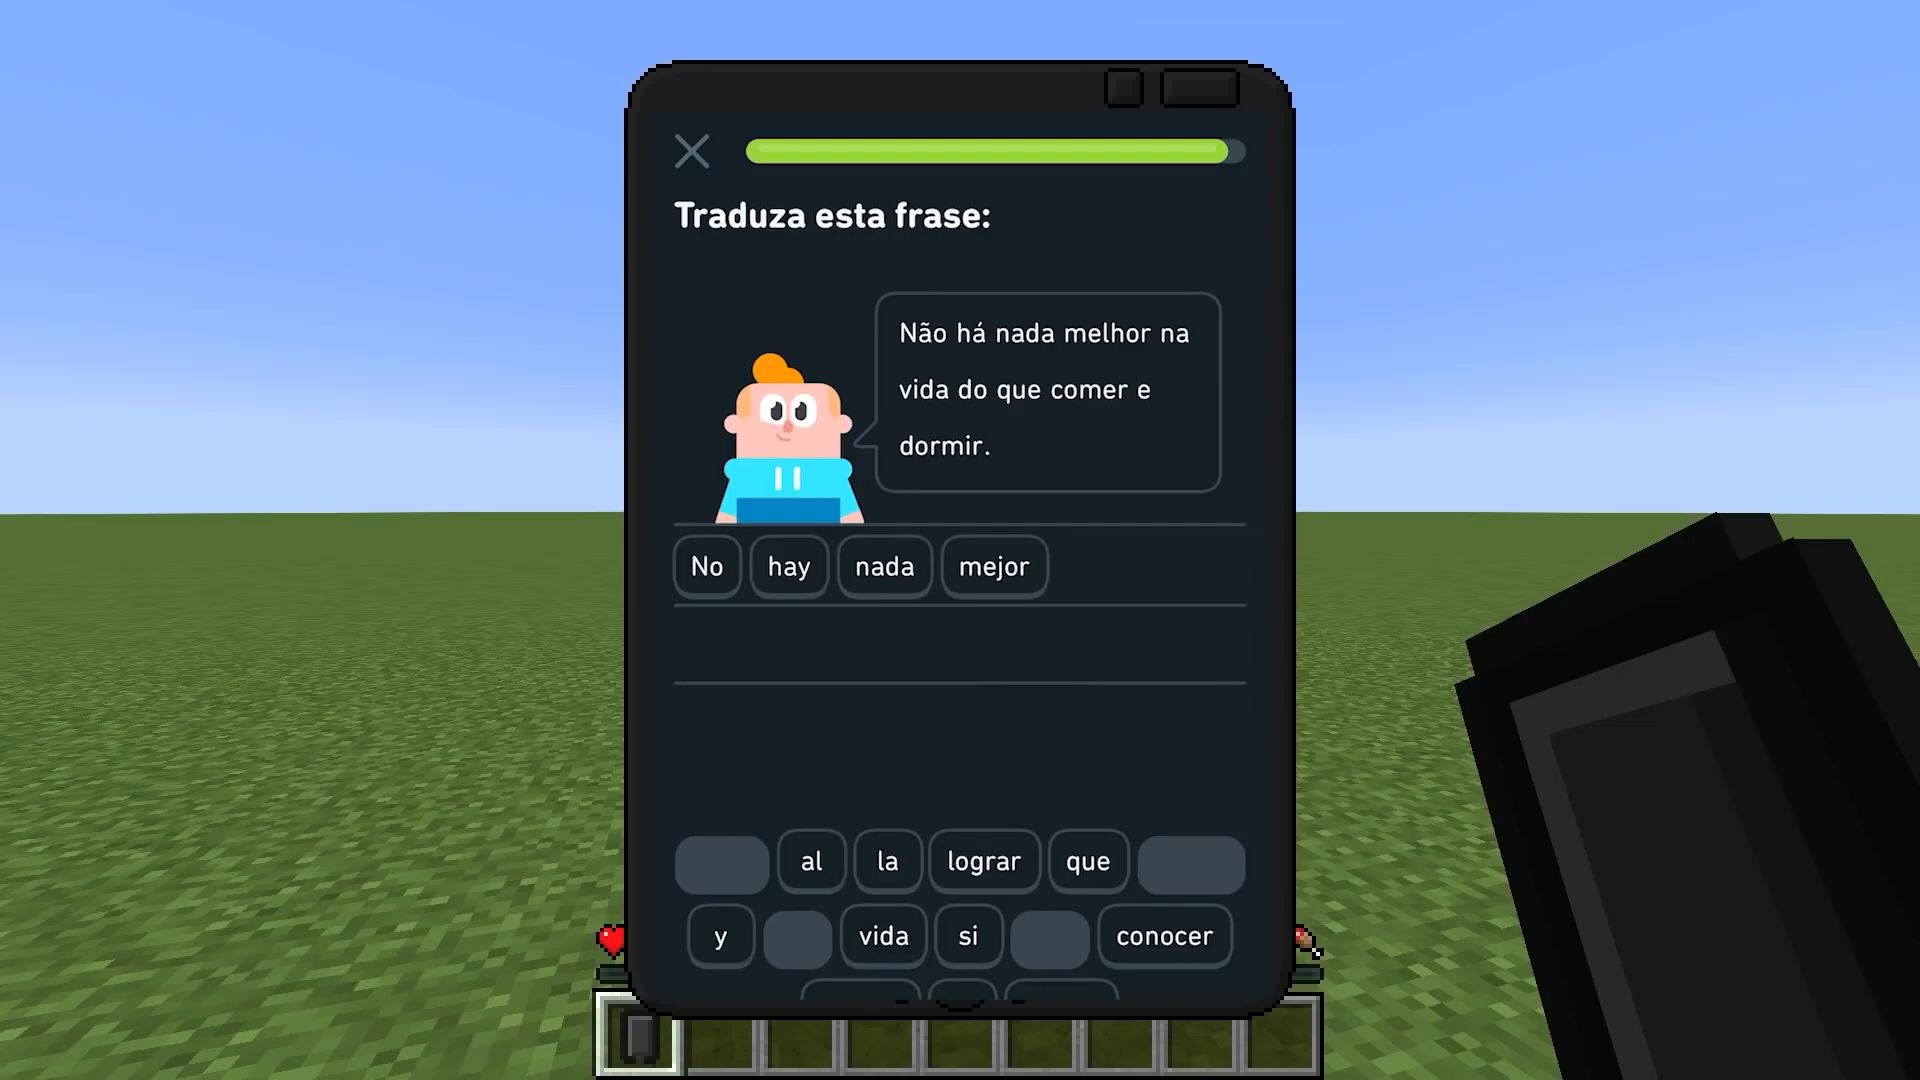 Traduza esta frase:
Não há nada melhor na
vida do que comer e
dormir.
No hay nada mejor
al la lograr que
y vida si conocer